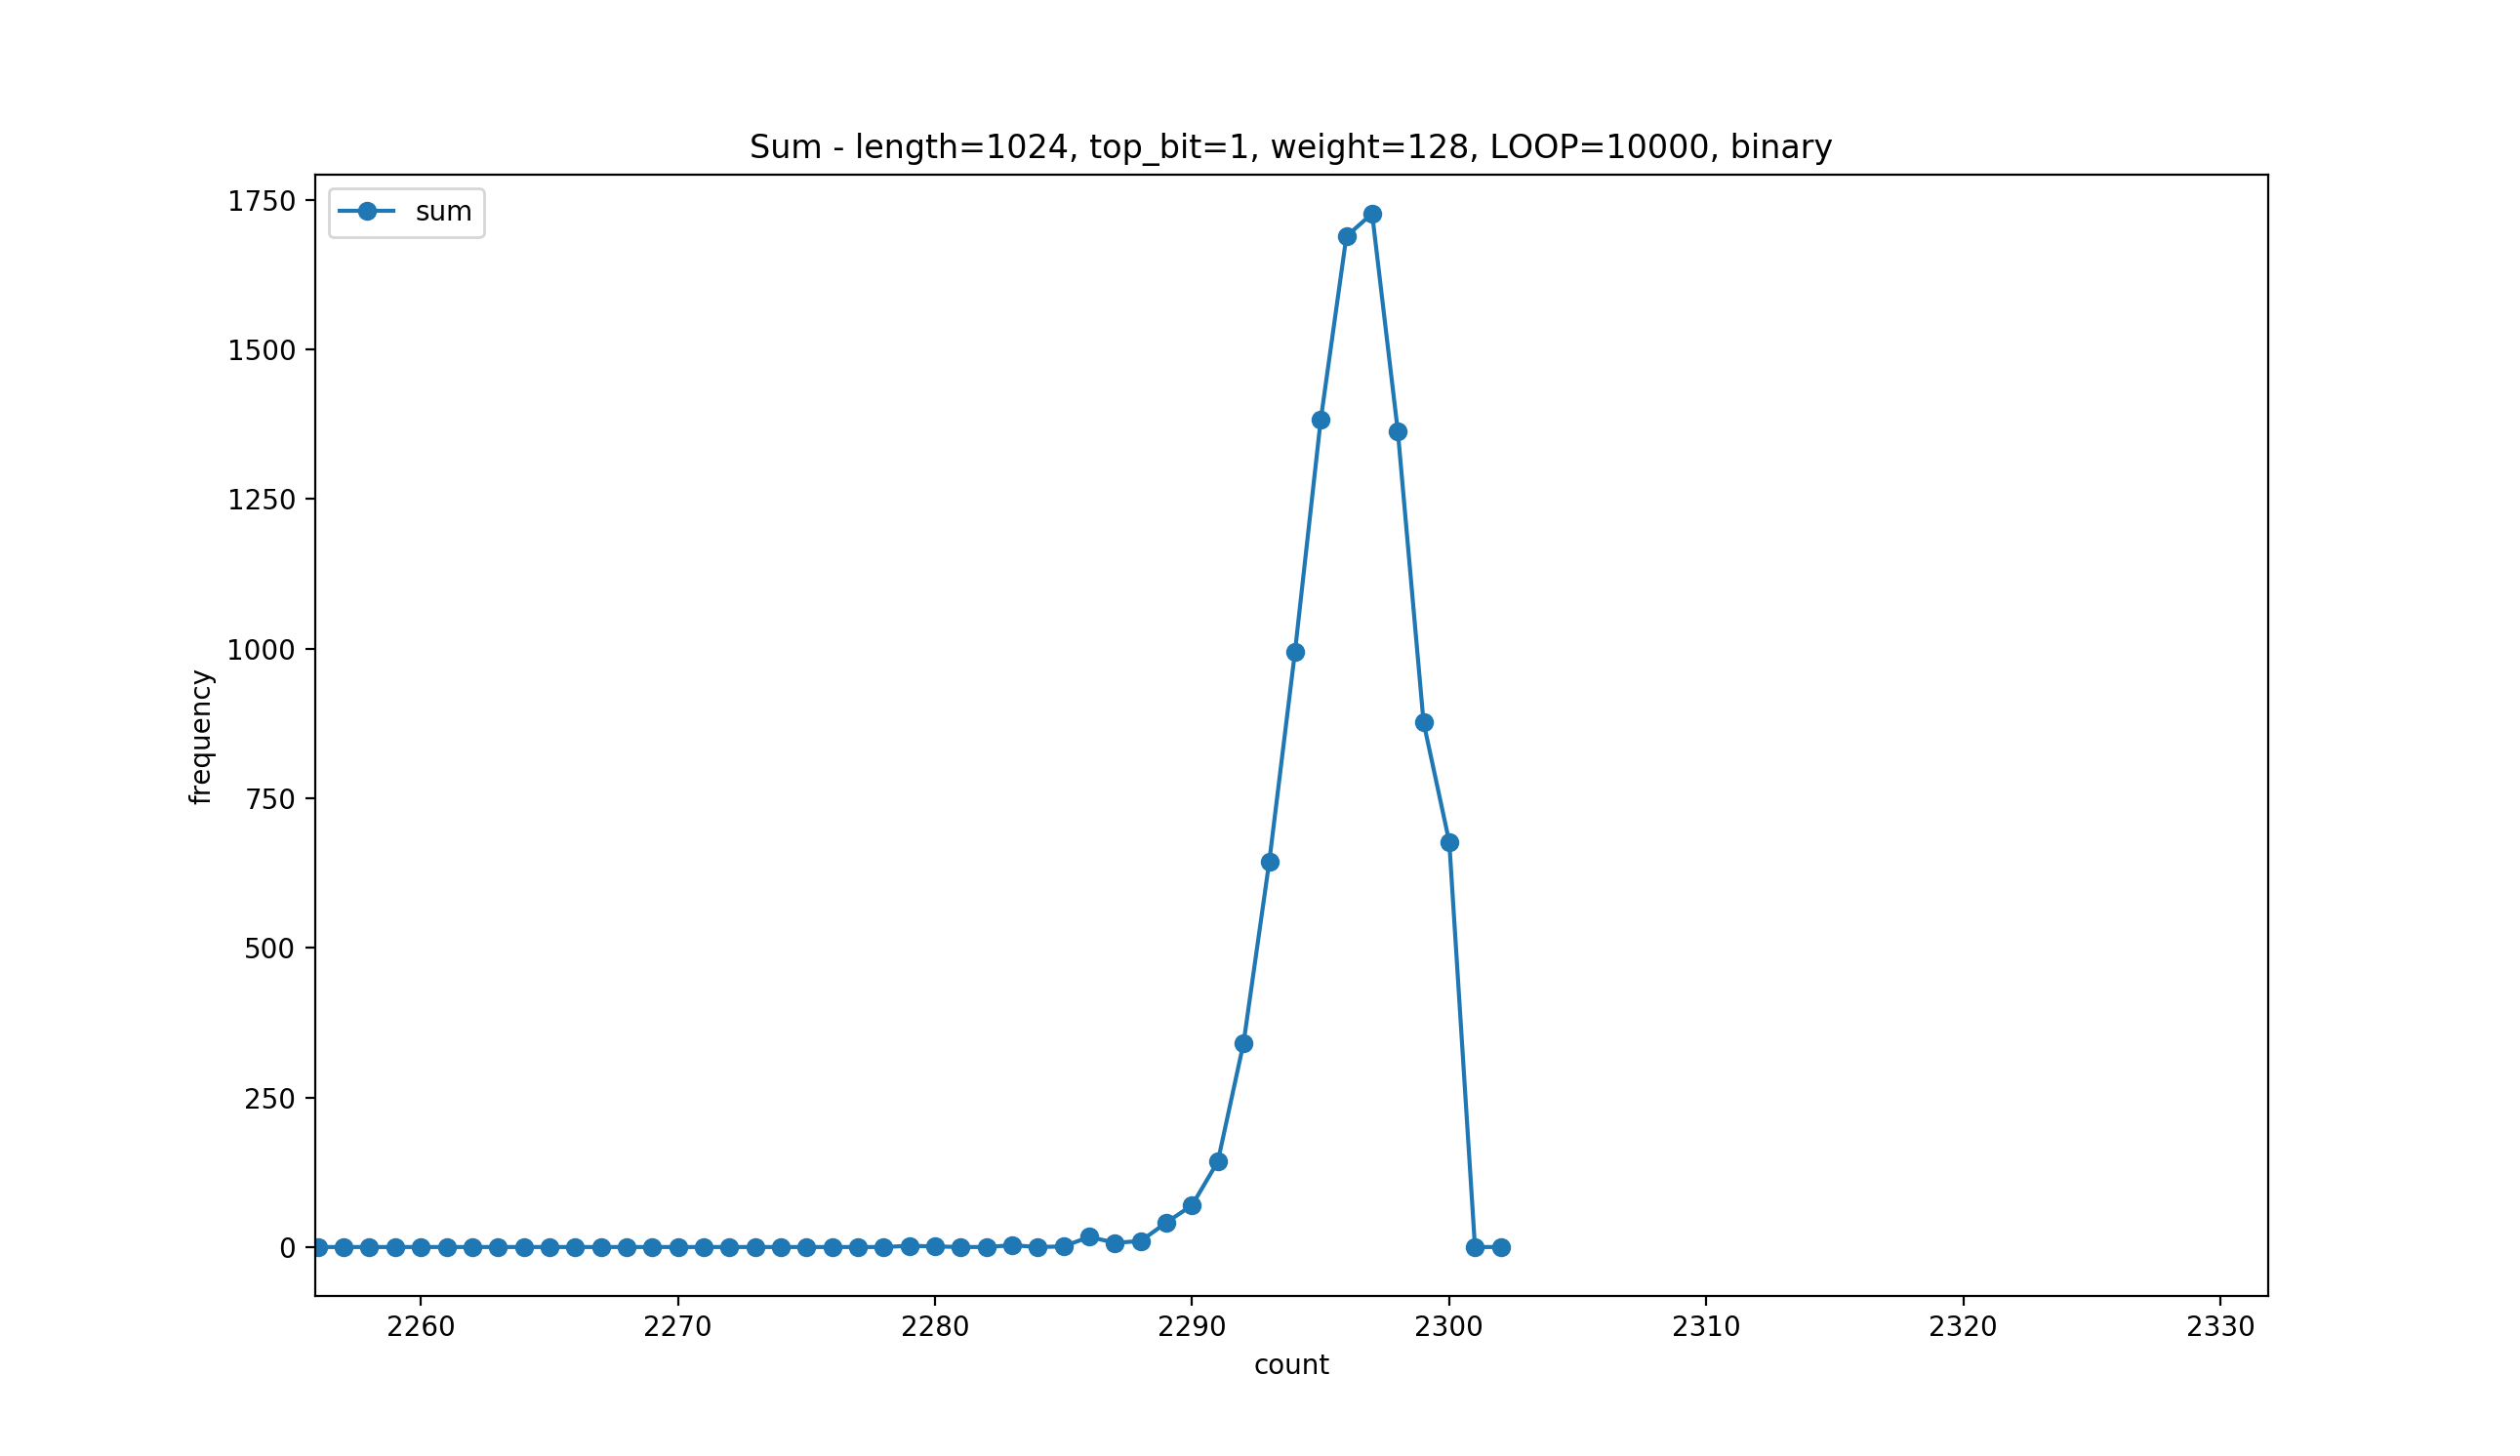 Sum - length=1024, top_bit=1, weight=128, LOOP=10000, binary
sum
1750
1500
1250
1000
750
500
250
0
frequency
2260 2270 2280 2290 2300 2310 2320 2330
count